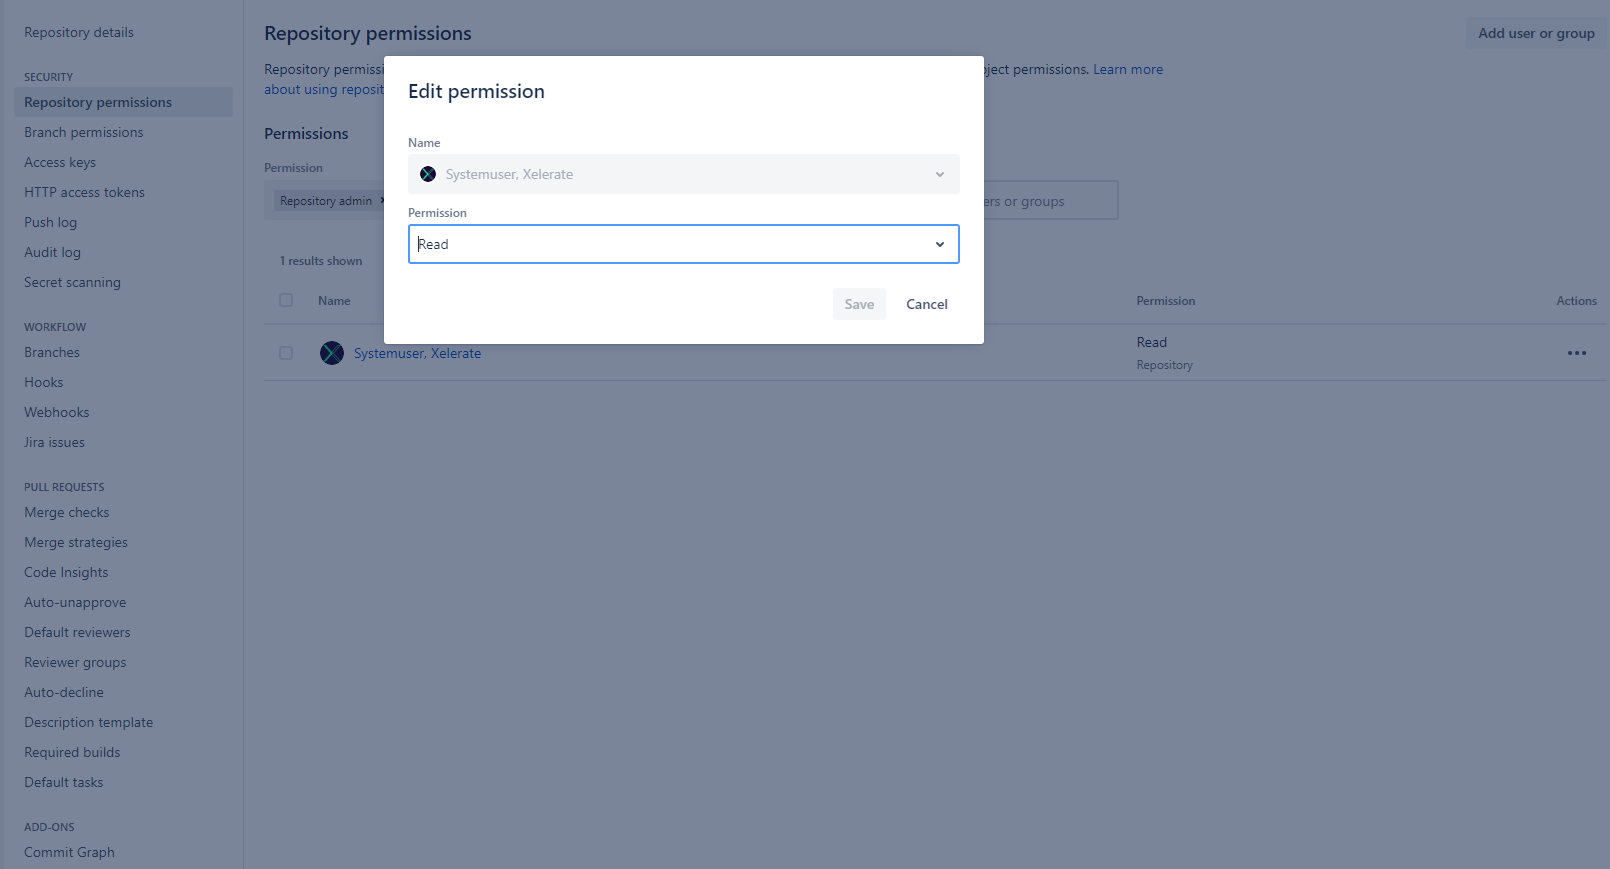 Repository details
SECURITY
Repository permissions
Branch permissions
Access keys
HTTP access tokens
Push log
Audit log
Secret scanning
WORKFLOW
Branches
Hooks
Webhooks
Jira issues
PULL REQUESTS
Merge checks
Merge strategies
Code Insights
Auto-unapprove
Default reviewers
Reviewer groups
Auto-decline
Description template
Required builds
Default tasks
ADD-ONS
Commit Graph
Repository permissions
Add user or group
Repository permissi
ject permissions. Learn more
about using reposit
Permissions
Permission
Repository admin
ers or groups
1 results shown
Name
Permission
Actions
Systemuser, Xelerate
Read
Repository
Edit permission
Name
Systemuser, Xelerate
Permission
Read
Save
Cancel